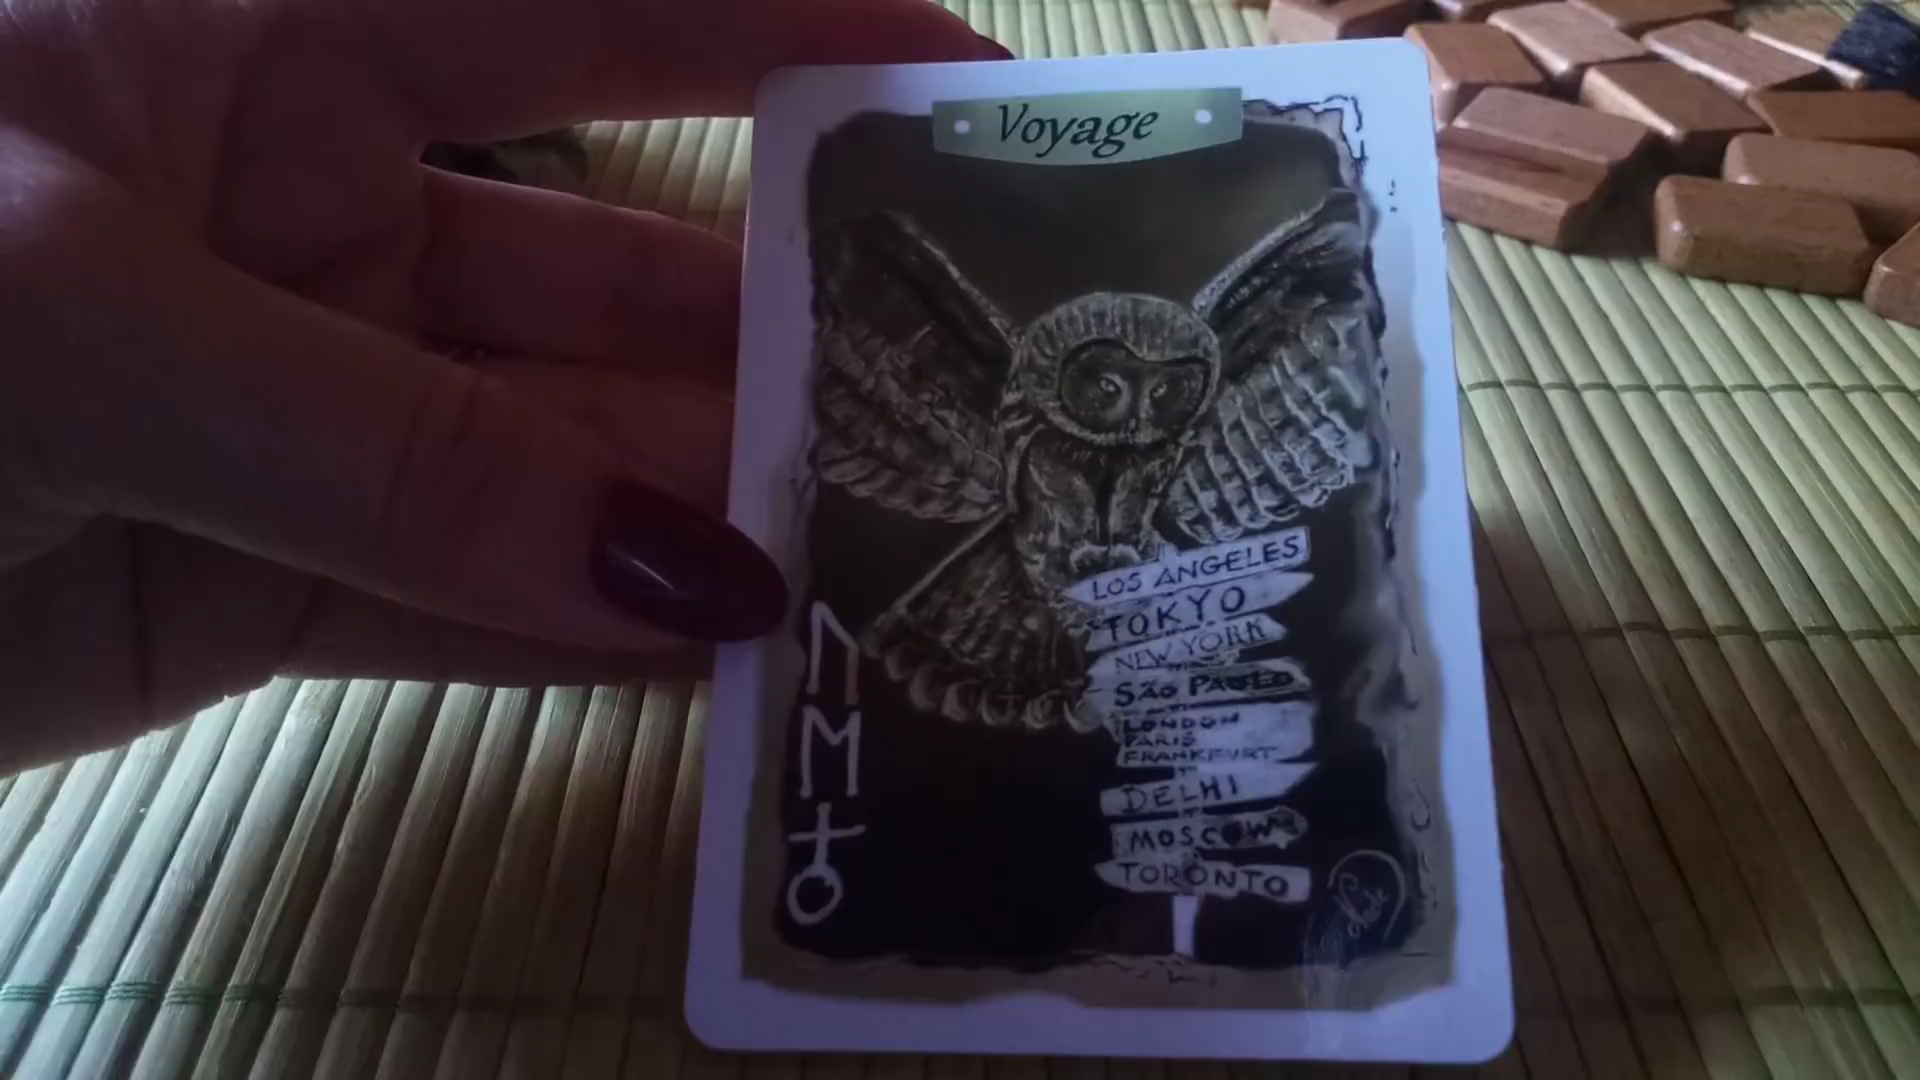 Voyage
LOS ANGELES
TOKYO
NEW YORK
São PAULO
LONDON
PARIS
FRANKFURT
DELHI
MOSCOW
TORONTO